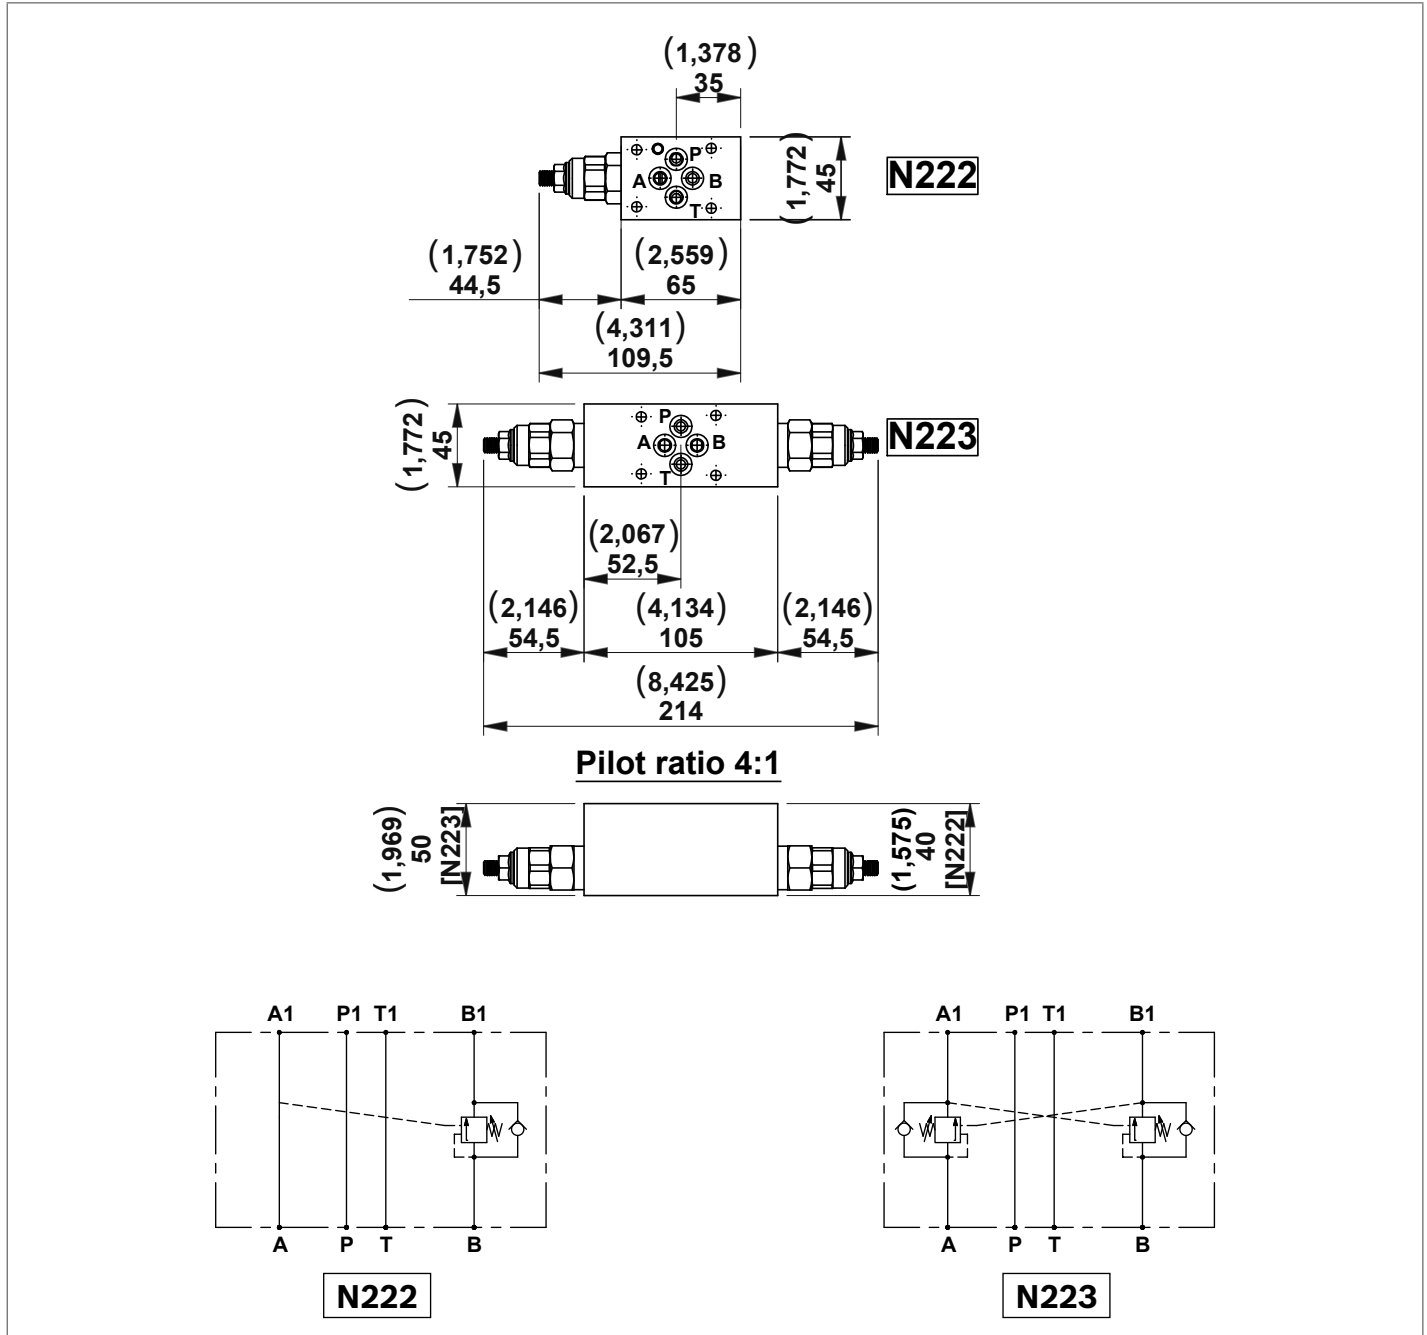 (1,378)
35
P
A
B
T
(1,772)
45
N222
(1,752)
44,5
(2,559)
65
(4,311)
109,5
(1,772)
45
P
A
B
T
N223
(2,067)
52,5
(2,146)
54,5
(4,134)
105
(2,146)
54,5
(8,425)
214
Pilot ratio 4:1
(1,969)
50
[N223]
(1,575)
40
[N222]
A1 P1 T1 B1
A P T B
N222
A1 P1 T1 B1
A P T B
N223